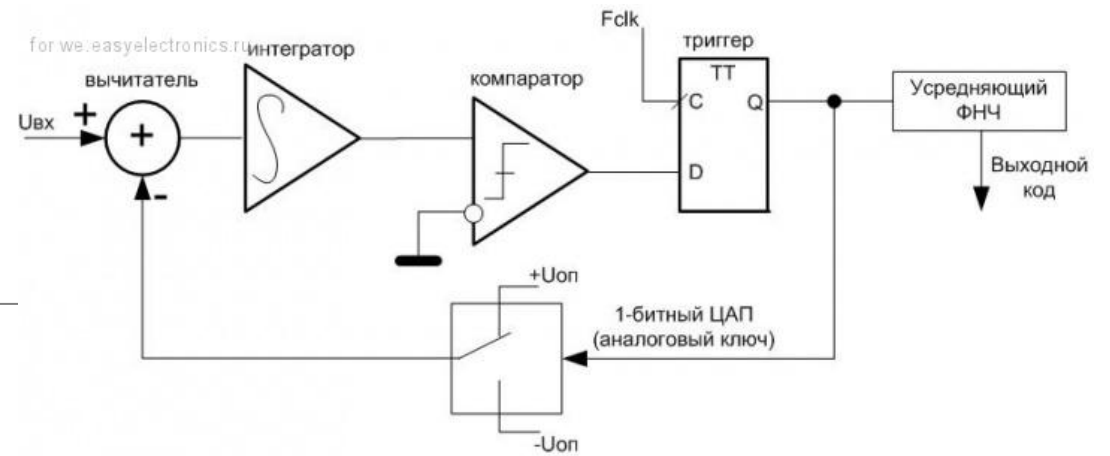 for we.easyelectronics.ru
Fclk
интегратор
триггер
вычитатель
компаратор
TT
Uвх
+
+
-
C
Q
D
Усредняющий
ФНЧ
Выходной
код
+Uоп
1-битный ЦАП
(аналоговый ключ)
-Uоп